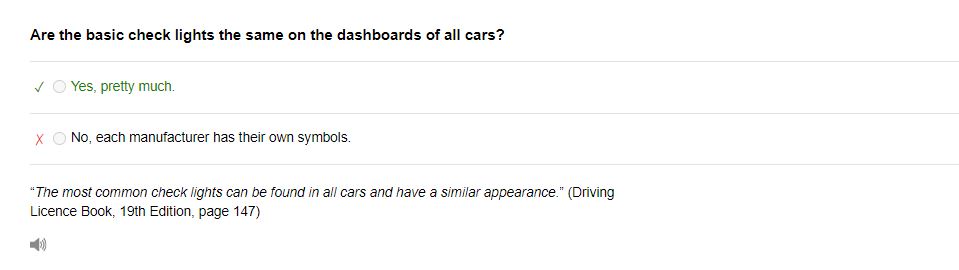 Are the basic check lights the same on the dashboards of all cars?
✓ Yes, pretty much.
X No, each manufacturer has their own symbols.
“The most common check lights can be found in all cars and have a similar appearance.” (Driving
Licence Book, 19th Edition, page 147)